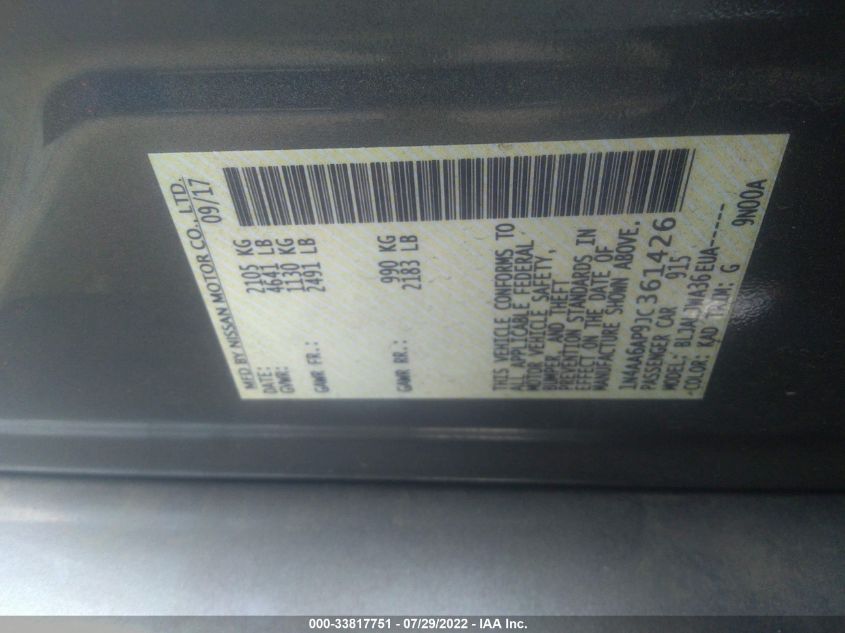 MFD BY NISSAN MOTOR CO., LTD.
DATE: 09/17
GVWR: 2105 KG
4641 LB
GAWR FR.: 1130 KG
2491 LB
GAWR RR.: 990 KG
2183 LB
THIS VEHICLE CONFORMS TO
ALL APPLICABLE FEDERAL
MOTOR VEHICLE SAFETY,
BUMPER, AND THEFT
PREVENTION STANDARDS IN
EFFECT ON THE DATE OF
MANUFACTURE SHOWN ABOVE.
1N4AA6AP9JC361426
PASSENGER CAR 915
MODEL: EUA------
COLOR: KAD TRIM: G 9N00A
000-33817751 - 07/29/2022 - IAA Inc.